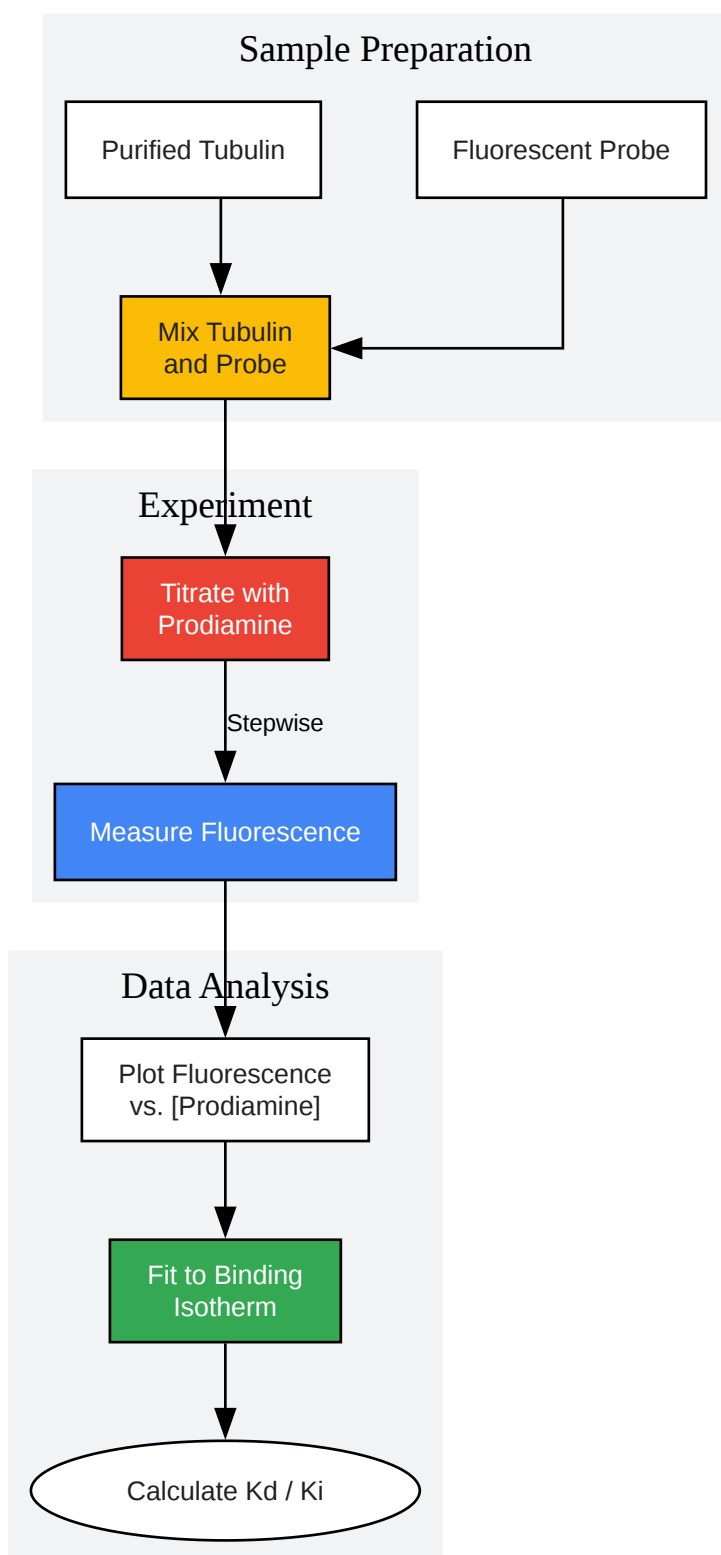 Sample Preparation
Purified Tubulin
Fluorescent Probe
Mix Tubulin
and Probe
Experiment
Titrate with
Prodiamine
Stepwise
Measure Fluorescence
Data Analysis
Plot Fluorescence
vs. [Prodiamine]
Fit to Binding
Isotherm
Calculate Kd / Ki